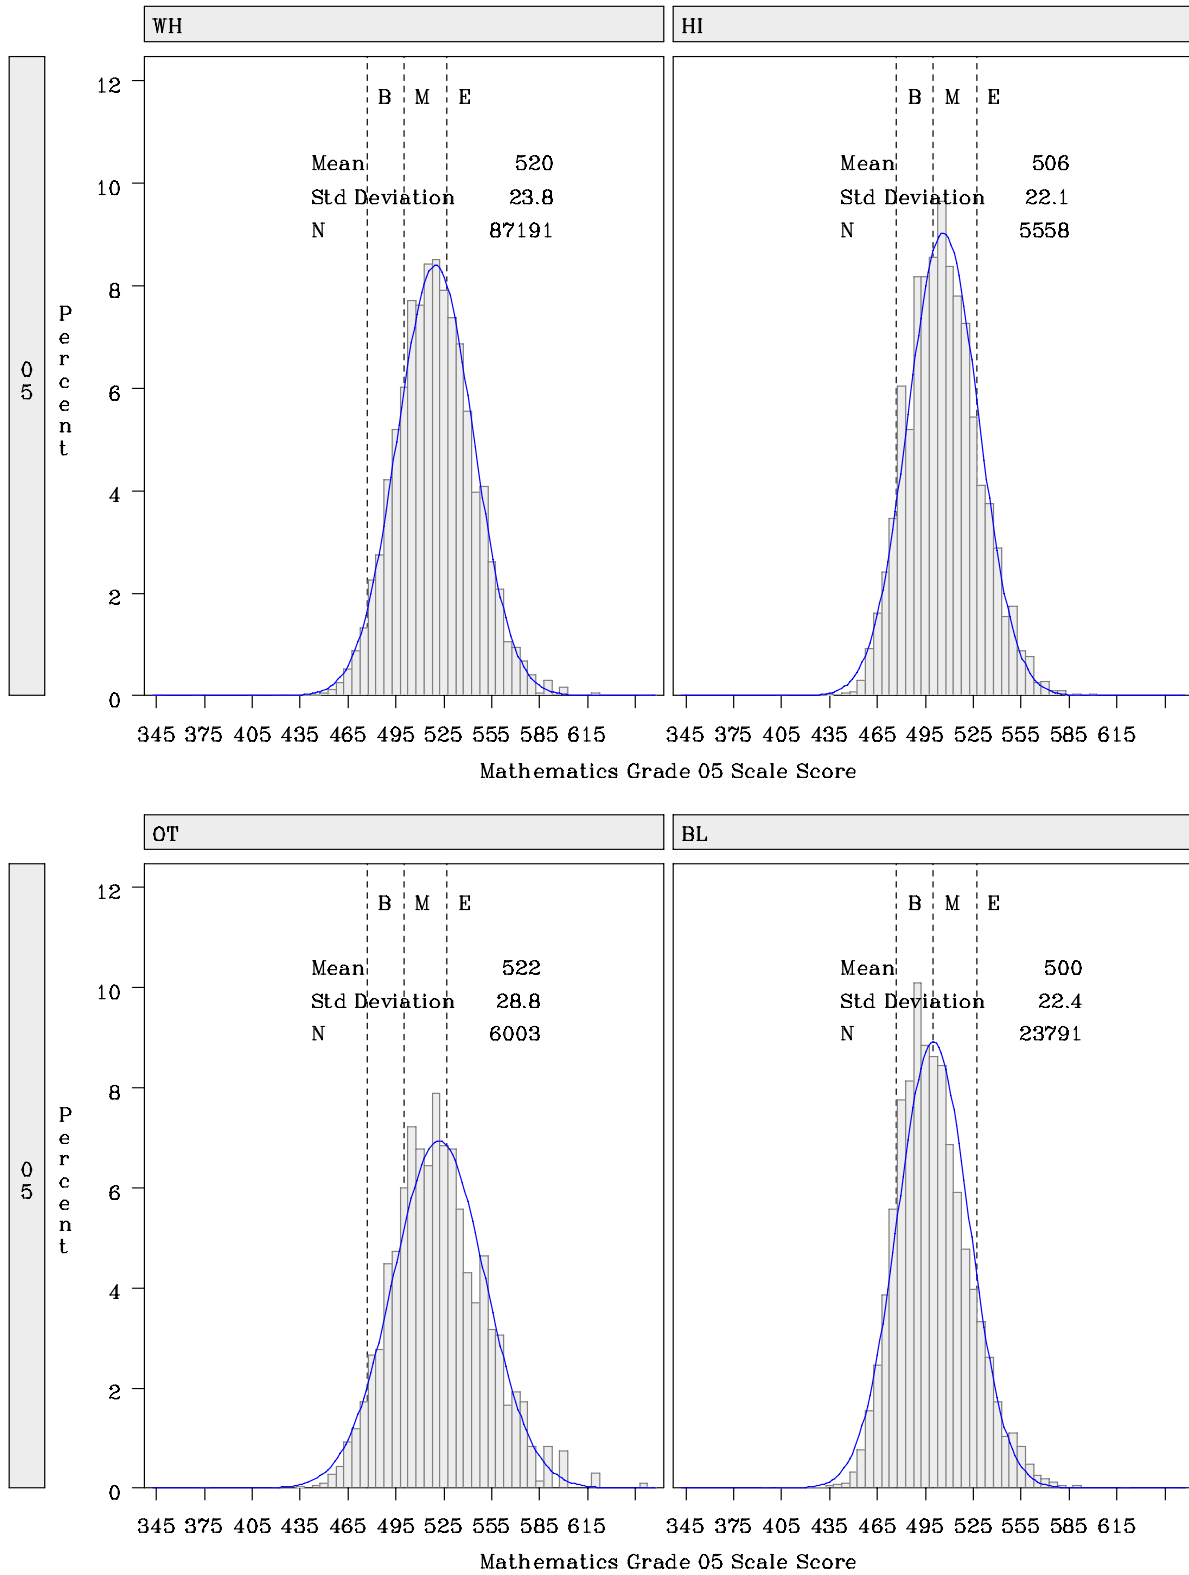 WH
HI
12
B M E
B M E
Mean 520
Mean 506
10
Std Deviation 23.8
Std Deviation 22.1
N 87191
N 5558
8
Percent
05
6
4
2
0
345 375 405 435 465 495 525 555 585 615
345 375 405 435 465 495 525 555 585 615
Mathematics Grade 05 Scale Score
OT
BL
12
B M E
B M E
Mean 522
Mean 500
10
Std Deviation 28.8
Std Deviation 22.4
N 6003
N 23791
8
Percent
05
6
4
2
0
345 375 405 435 465 495 525 555 585 615
345 375 405 435 465 495 525 555 585 615
Mathematics Grade 05 Scale Score